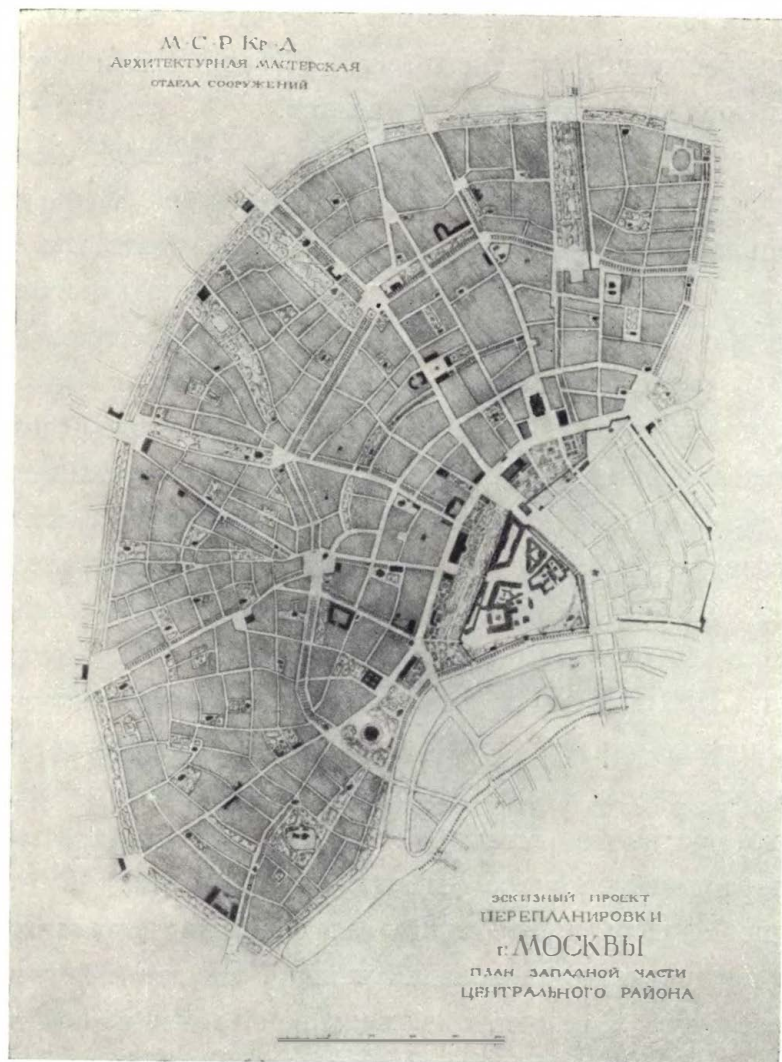 М·С·Р Кр·Д
АРХИТЕКТУРНАЯ МАСТЕРСКАЯ
ОТДЕЛА СООРУЖЕНИЙ
ЭСКИЗНЫЙ ПРОЕКТ
ПЕРЕПЛАНИРОВКИ
г. МОСКВЫ
ПЛАН ЗАПАДНОЙ ЧАСТИ
ЦЕНТРАЛЬНОГО РАЙОНА